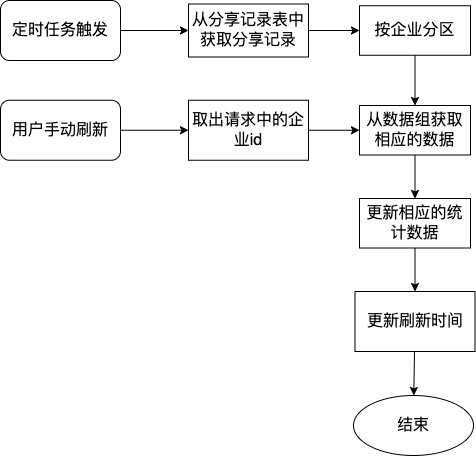 定时任务触发
从分享记录表中
获取分享记录
按企业分区
用户手动刷新
取出请求中的企
业id
从数据组获取
相应的数据
更新相应的统
计数据
更新刷新时间
结束